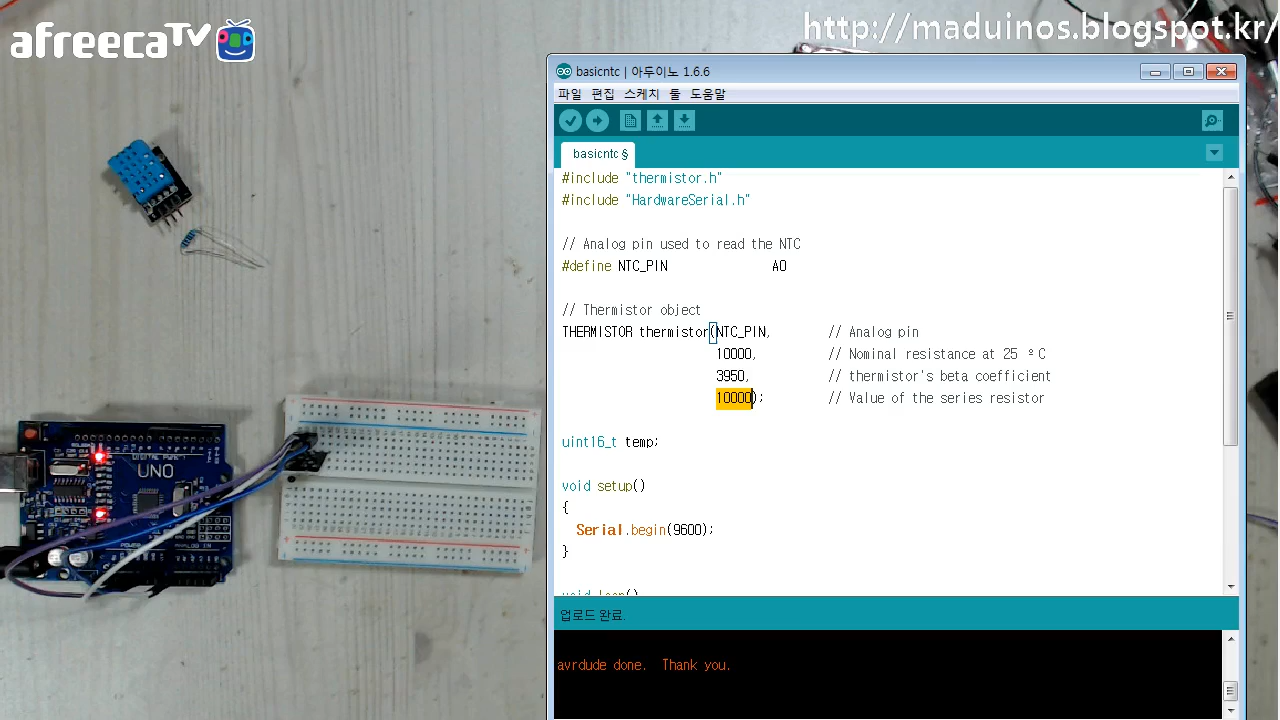 afreecaTV
http://maduinos.blogspot.kr/
basicntc | 아두이노 1.6.6
파일 편집 스케치 툴 도움말
basicntc §
#include "thermistor.h"
#include "HardwareSerial.h"
// Analog pin used to read the NTC
#define NTC_PIN A0
// Thermistor object
THERMISTOR thermistor(NTC_PIN, // Analog pin
10000, // Nominal resistance at 25 ºC
3950, // thermistor's beta coefficient
10000); // Value of the series resistor
uint16_t temp;
void setup()
{
Serial.begin(9600);
}
void loop()
업로드 완료.
avrdude done. Thank you.
UNO